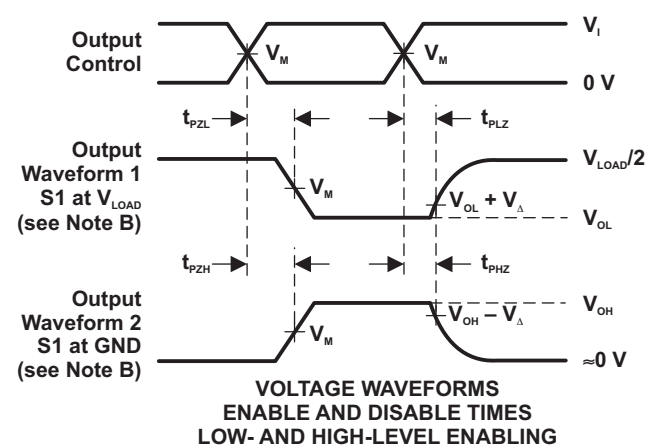 Output
Control
V_M
V_M
V_I
0 V
t_PZL
t_PLZ
Output
Waveform 1
S1 at V_LOAD
(see Note B)
V_M
V_OL + V_Δ
V_LOAD/2
V_OL
t_PZH
t_PHZ
Output
Waveform 2
S1 at GND
(see Note B)
V_M
V_OH – V_Δ
V_OH
≈0 V
VOLTAGE WAVEFORMS
ENABLE AND DISABLE TIMES
LOW- AND HIGH-LEVEL ENABLING